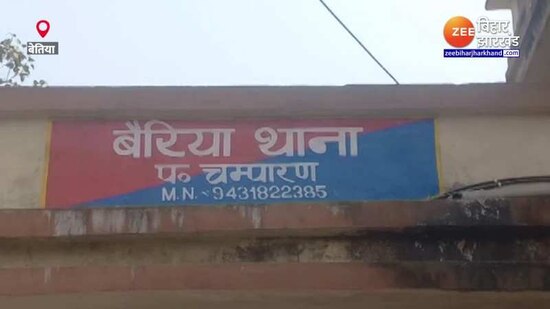 बेतिया
ZEE बिहार झारखंड
zeebiharjharkhand.com
बैरिया थाना
प० चम्पारण
M.N. 9431822385